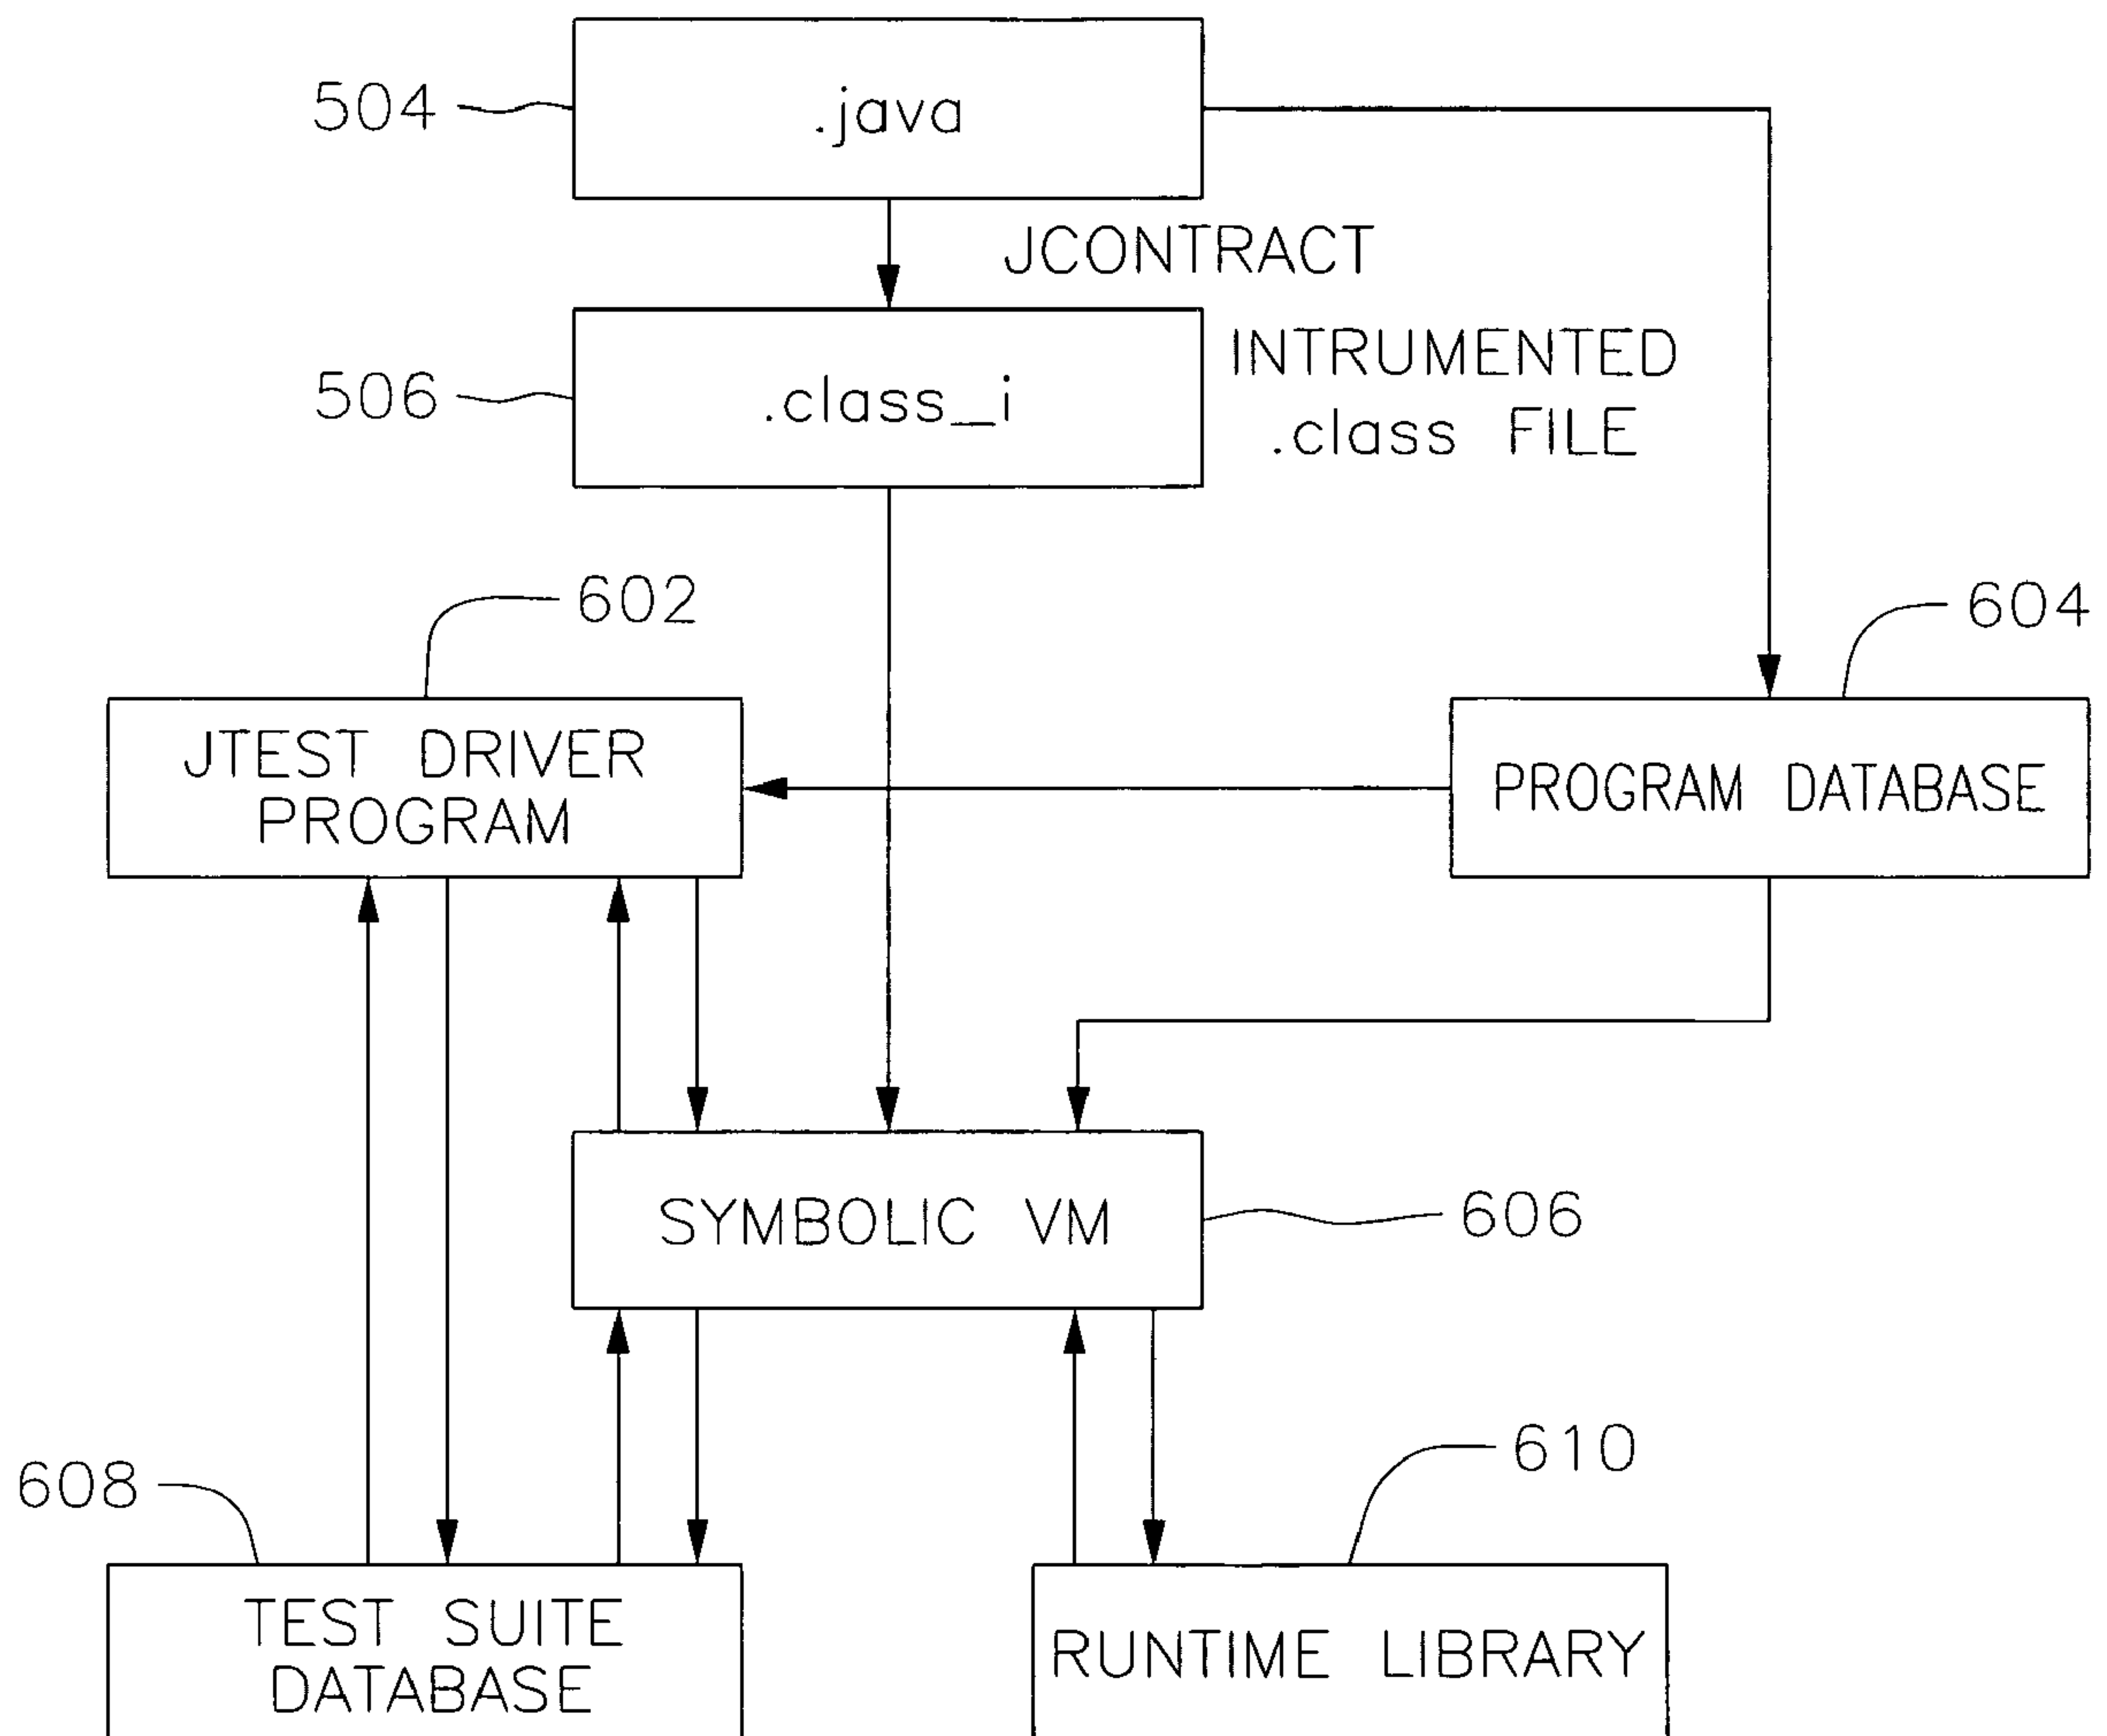 504
.java
JCONTRACT
506
.class_i
INTRUMENTED
.class FILE
602
604
JTEST DRIVER
PROGRAM
PROGRAM DATABASE
SYMBOLIC VM
606
608
610
TEST SUITE
DATABASE
RUNTIME LIBRARY